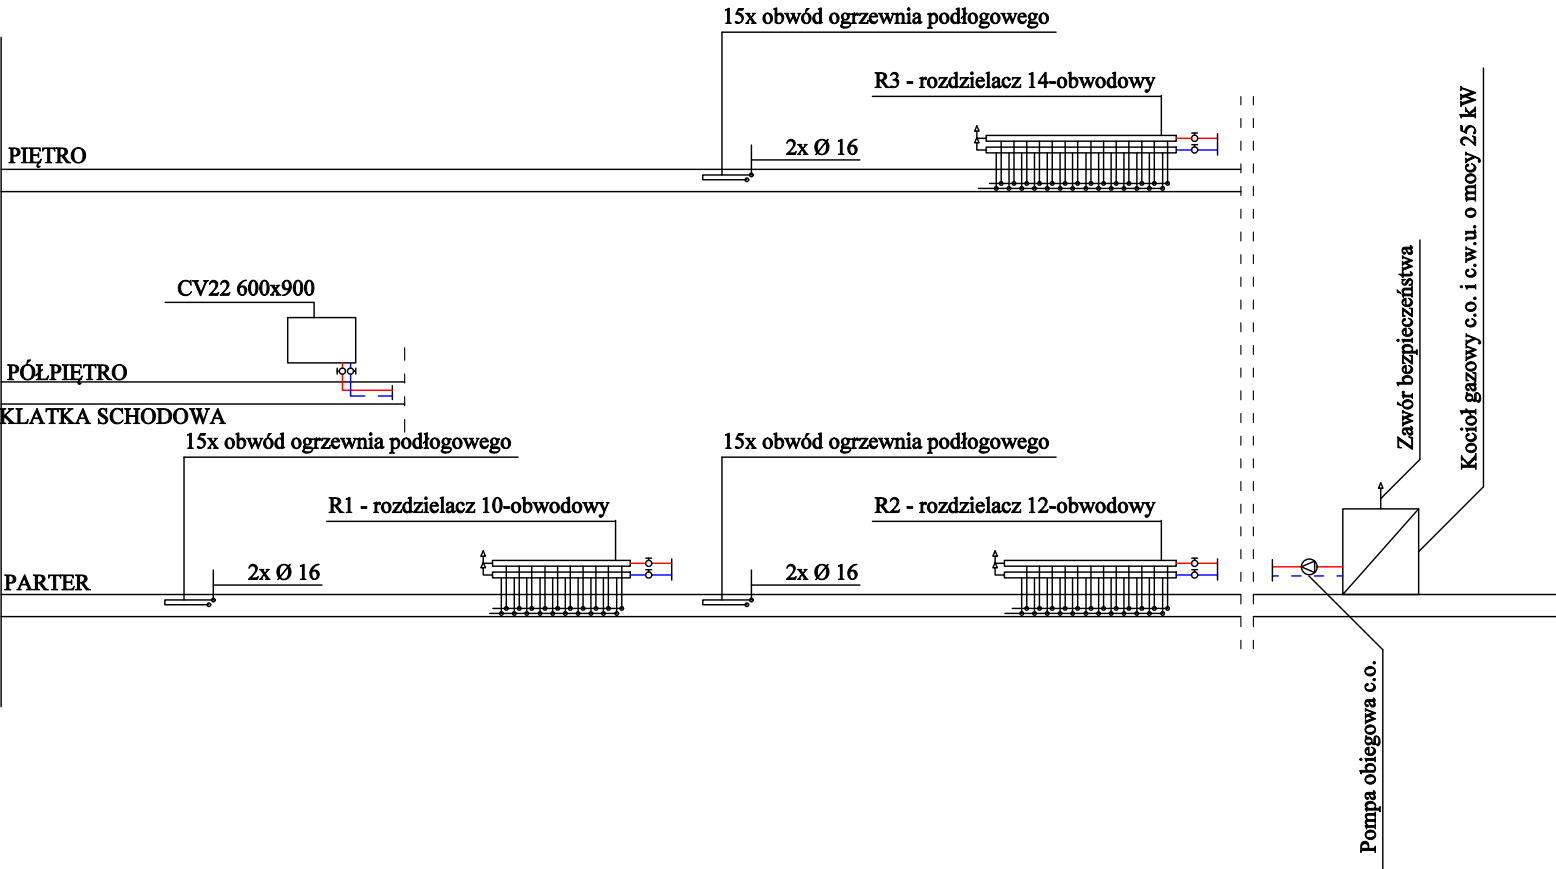 15x obwód ogrzewnia podłogowego
R3 - rozdzielacz 14-obwodowy
PIĘTRO
2x Ø 16
CV22 600x900
PÓŁPIĘTRO
KLATKA SCHODOWA
15x obwód ogrzewnia podłogowego
15x obwód ogrzewnia podłogowego
R1 - rozdzielacz 10-obwodowy
R2 - rozdzielacz 12-obwodowy
PARTER
2x Ø 16
2x Ø 16
Zawór bezpieczeństwa
Kocioł gazowy c.o. i c.w.u. o mocy 25 kW
Pompa obiegowa c.o.